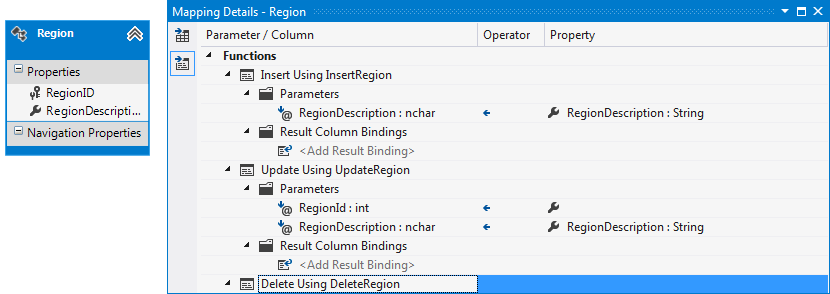 Region
Properties
RegionID
RegionDescripti...
Navigation Properties
Mapping Details - Region
Parameter / Column Operator Property
Functions
Insert Using InsertRegion
Parameters
RegionDescription : nchar RegionDescription : String
Result Column Bindings
<Add Result Binding>
Update Using UpdateRegion
Parameters
RegionId : int
RegionDescription : nchar RegionDescription : String
Result Column Bindings
<Add Result Binding>
Delete Using DeleteRegion